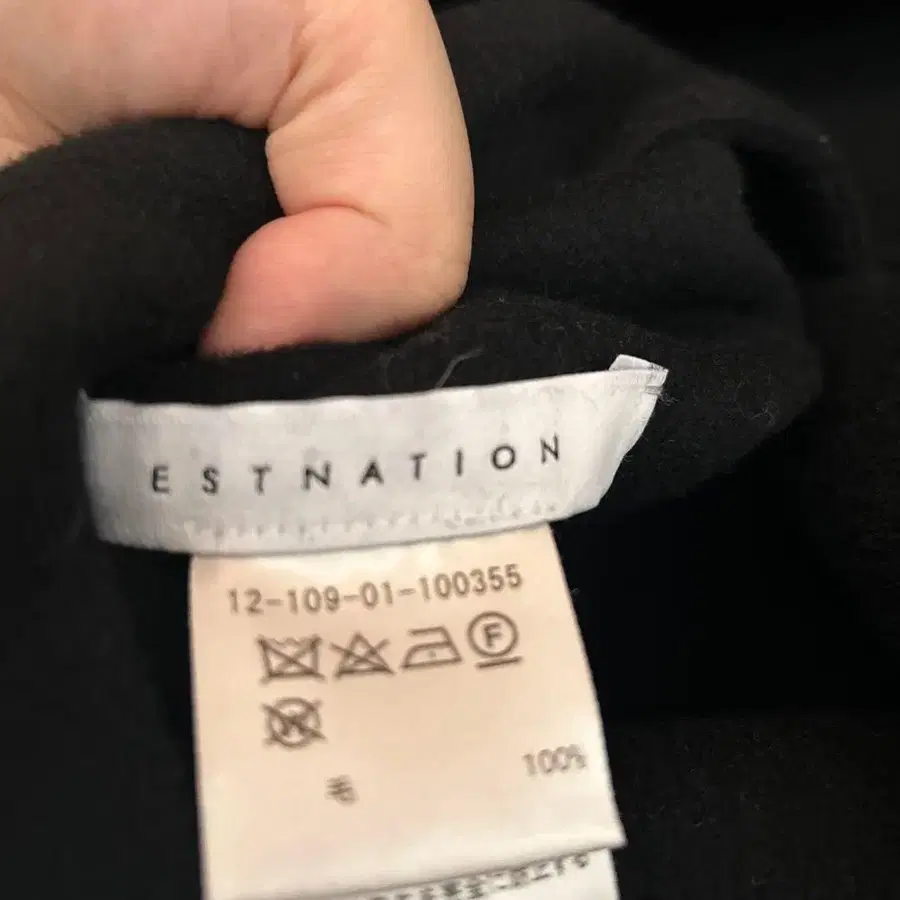 ESTNATION
12-109-01-100355
F
W
毛 100%